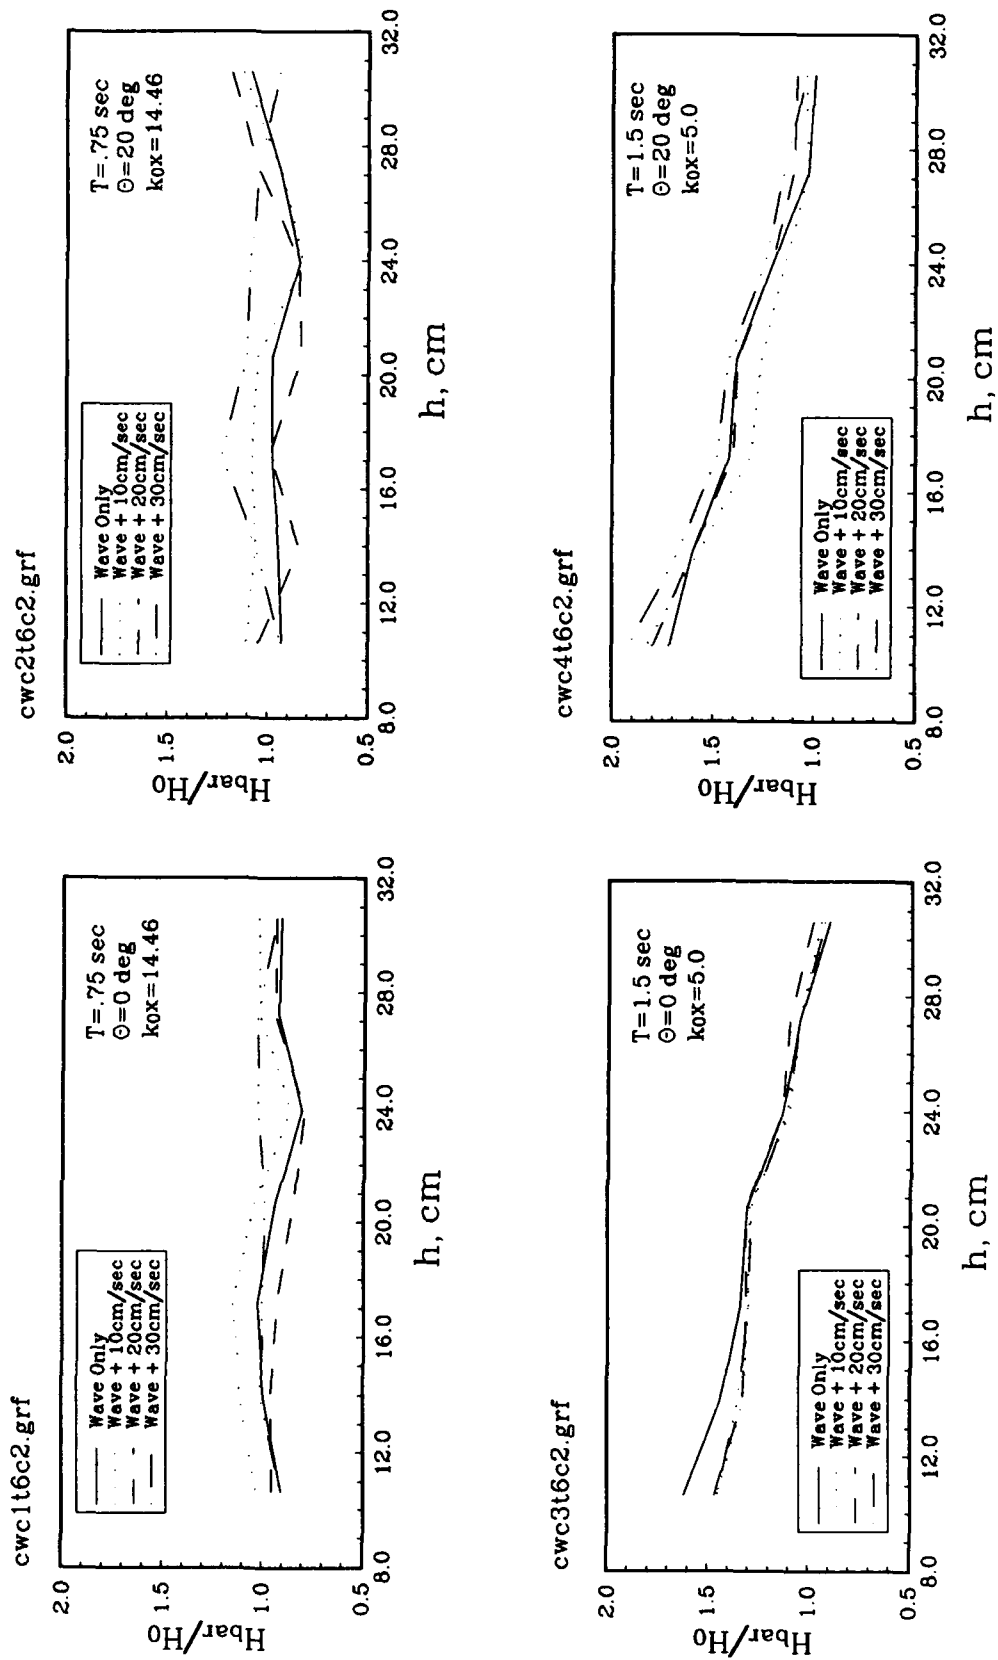 cwc1t6c2.grf
Wave Only
Wave + 10cm/sec
Wave + 20cm/sec
Wave + 30cm/sec
T=.75 sec
Θ=0 deg
k0x=14.46
2.0
1.0
0.5
Hbar/H0
8.0 12.0 16.0 20.0 24.0 28.0 32.0
h, cm
cwc2t6c2.grf
Wave Only
Wave + 10cm/sec
Wave + 20cm/sec
Wave + 30cm/sec
T=.75 sec
Θ=20 deg
k0x=14.46
2.0
1.5
1.0
0.5
Hbar/H0
8.0 12.0 16.0 20.0 24.0 28.0 32.0
h, cm
cwc3t6c2.grf
Wave Only
Wave + 10cm/sec
Wave + 20cm/sec
Wave + 30cm/sec
T=1.5 sec
Θ=0 deg
k0x=5.0
2.0
1.5
1.0
0.5
Hbar/H0
8.0 12.0 16.0 20.0 24.0 28.0 32.0
h, cm
cwc4t6c2.grf
Wave Only
Wave + 10cm/sec
Wave + 20cm/sec
Wave + 30cm/sec
T=1.5 sec
Θ=20 deg
k0x=5.0
2.0
1.5
1.0
0.5
Hbar/H0
8.0 12.0 16.0 20.0 24.0 28.0 32.0
h, cm